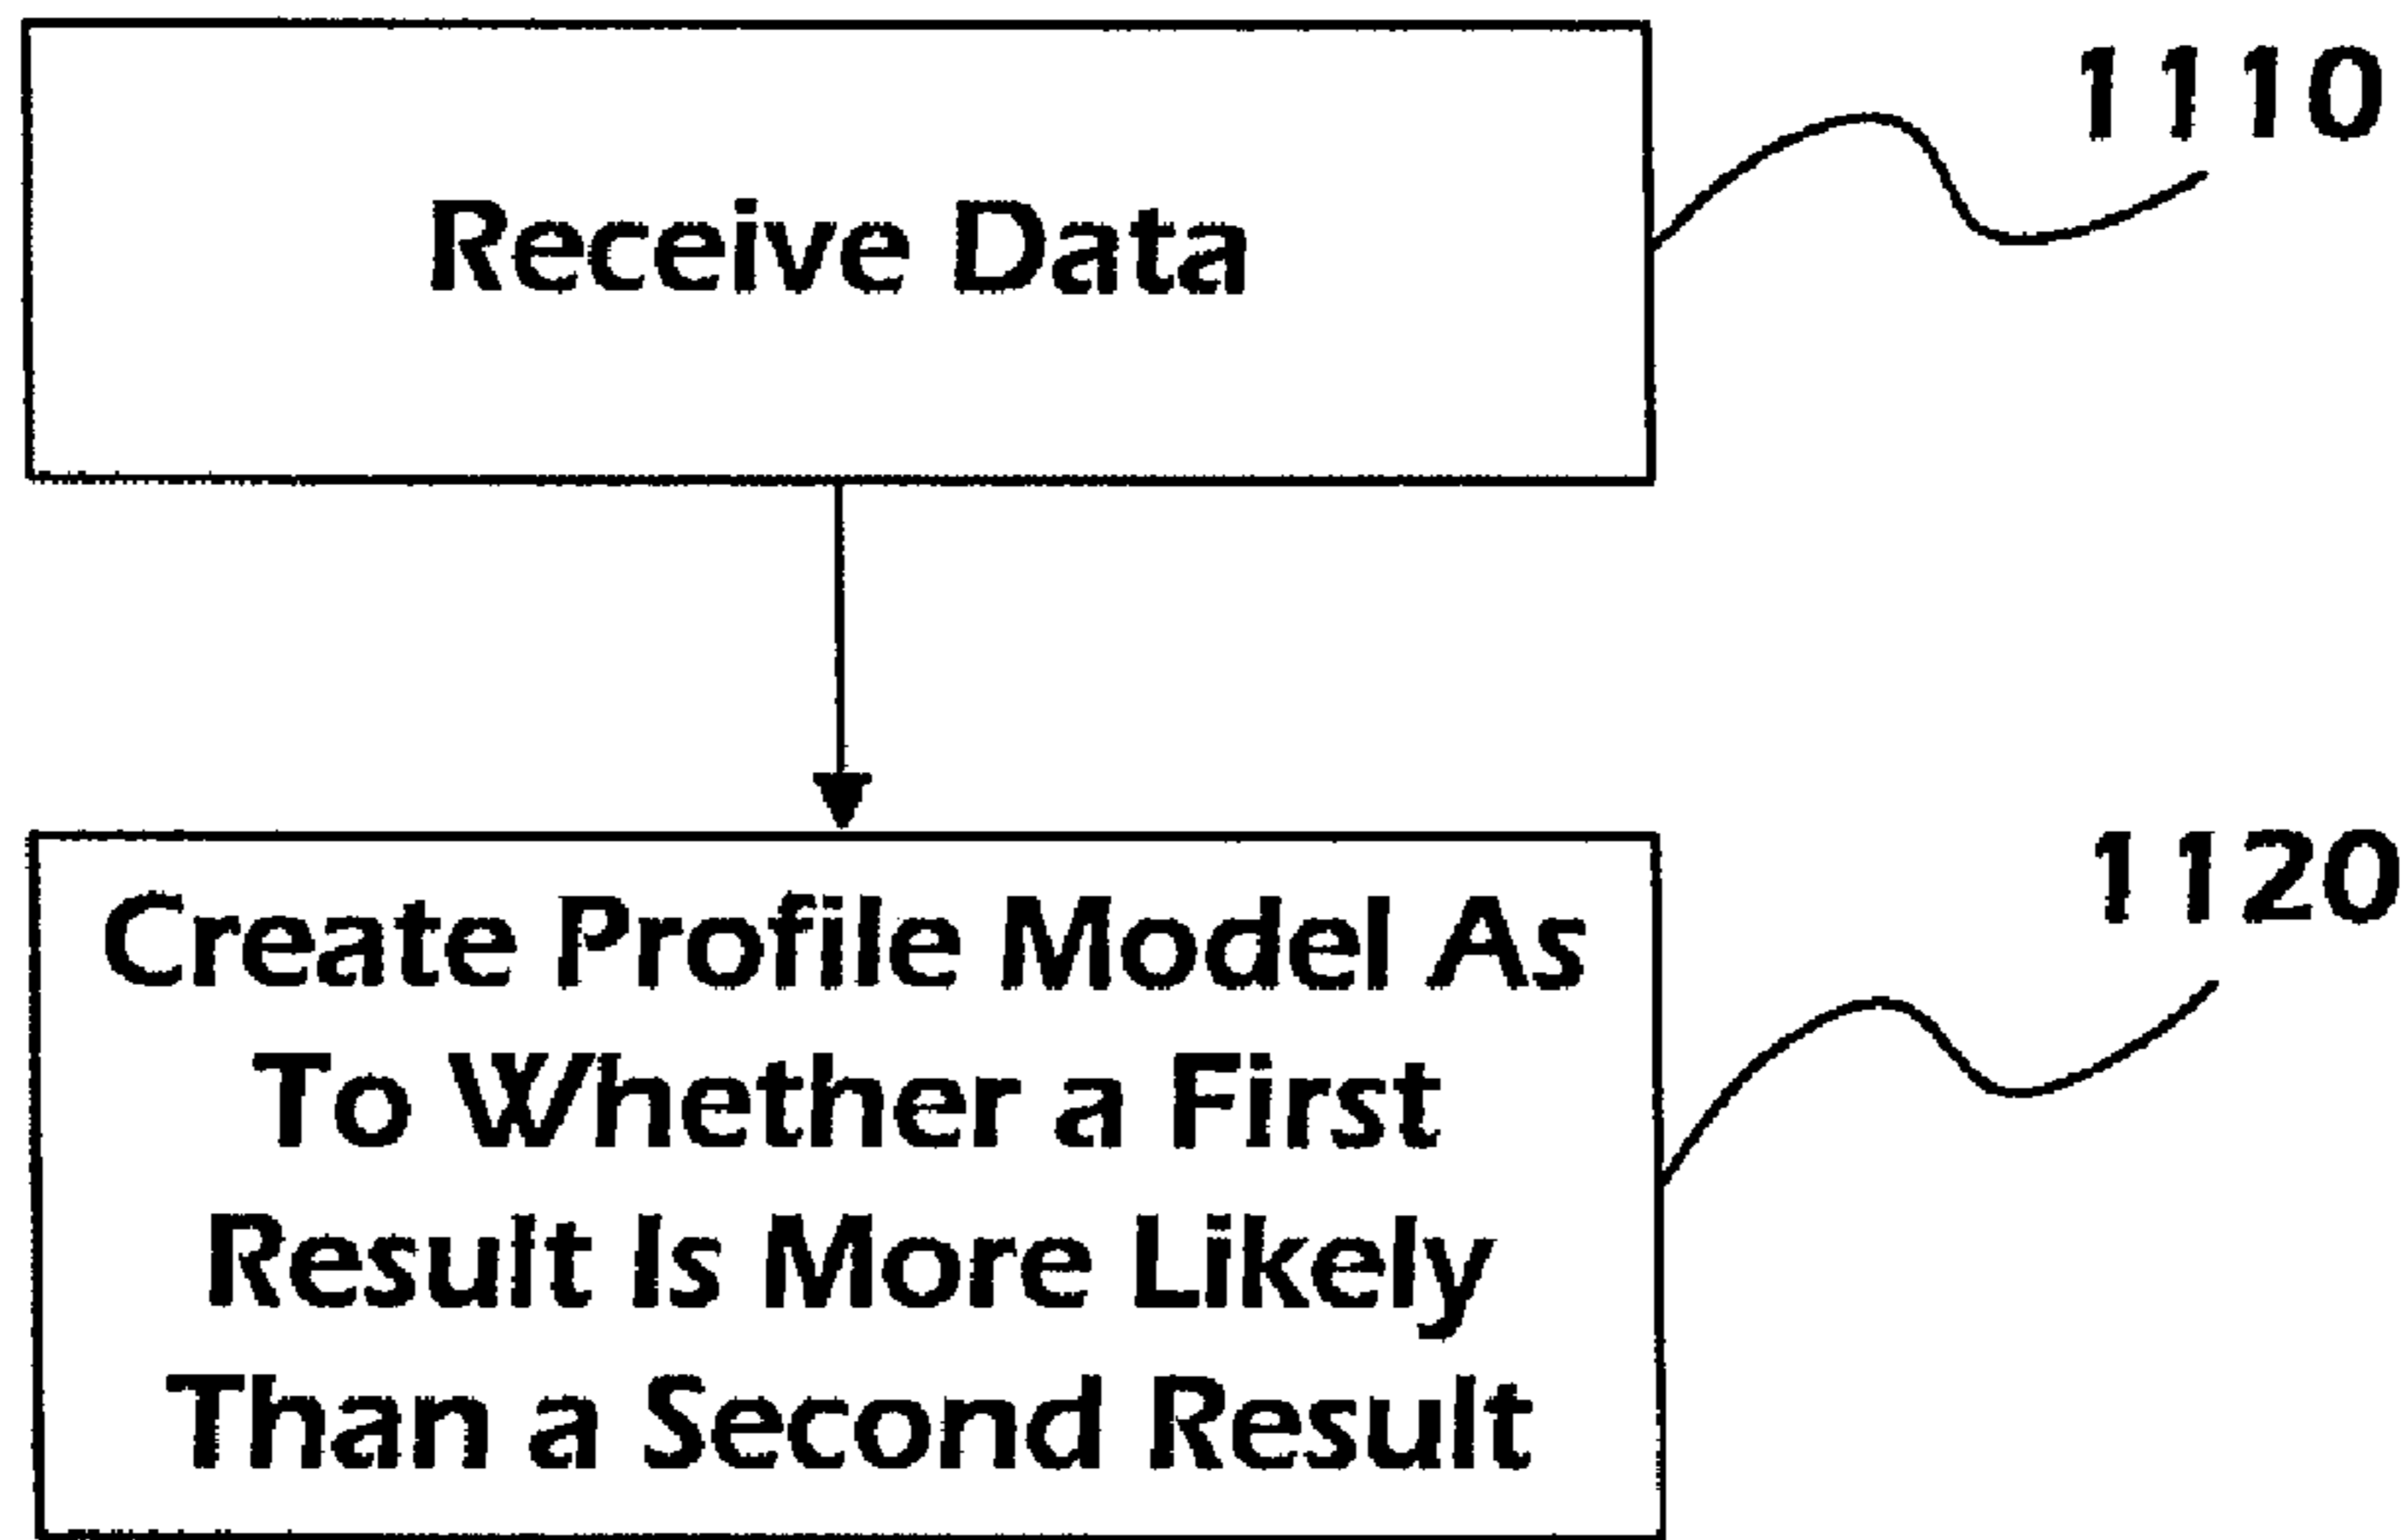 1110
Receive Data
1120
Create Profile Model As
To Whether a First
Result Is More Likely
Than a Second Result